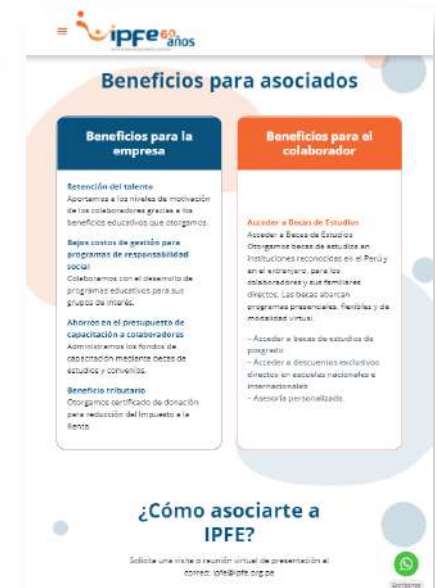 ipfe 60 años
Beneficios para asociados
Beneficios para la
empresa
Retención del talento
Aportamos a los niveles de motivación
de los colaboradores gracias a los
beneficios educativos que otorgamos.
Bajos costos de gestión para
programas de responsabilidad
social
Colaboramos con el desarrollo de
programas educativos para sus
grupos de interés.
Ahorros en el presupuesto de
capacitación a colaboradores
Administramos los fondos de
capacitación mediante becas de
estudios y convenios.
Beneficio tributario
Otorgamos certificado de donación
para reducción del Impuesto a la
Renta.
Beneficios para el
colaborador
Acceder a Becas de Estudios
Acceder a Becas de Estudios
Otorgamos becas de estudios en
instituciones reconocidas en el Perú y
en el extranjero, para los
colaboradores y sus familiares
directos. Las becas abarcan
programas presenciales, flexibles y de
modalidad virtual.
– Acceder a becas de estudios de
posgrado
– Acceder a descuentos exclusivos
directos en escuelas nacionales e
internacionales
– Asesoría personalizada.
¿Cómo asociarte a
IPFE?
Solicita una visita o reunión virtual de presentación al
correo: ipfe@ipfe.org.pe